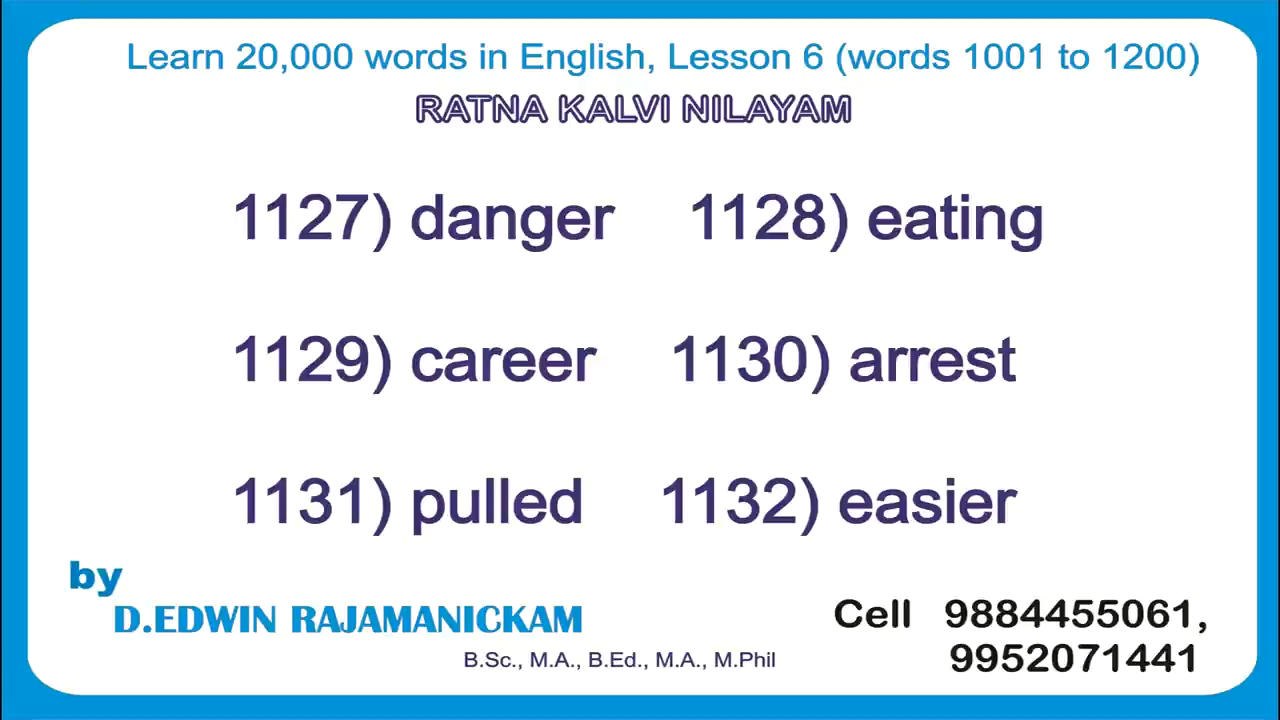 Learn 20,000 words in English, Lesson 6 (words 1001 to 1200)
RATNA KALVI NILAYAM
1127) danger 1128) eating
1129) career 1130) arrest
1131) pulled 1132) easier
by
D.EDWIN RAJAMANICKAM
B.Sc., M.A., B.Ed., M.A., M.Phil
Cell 9884455061,
9952071441